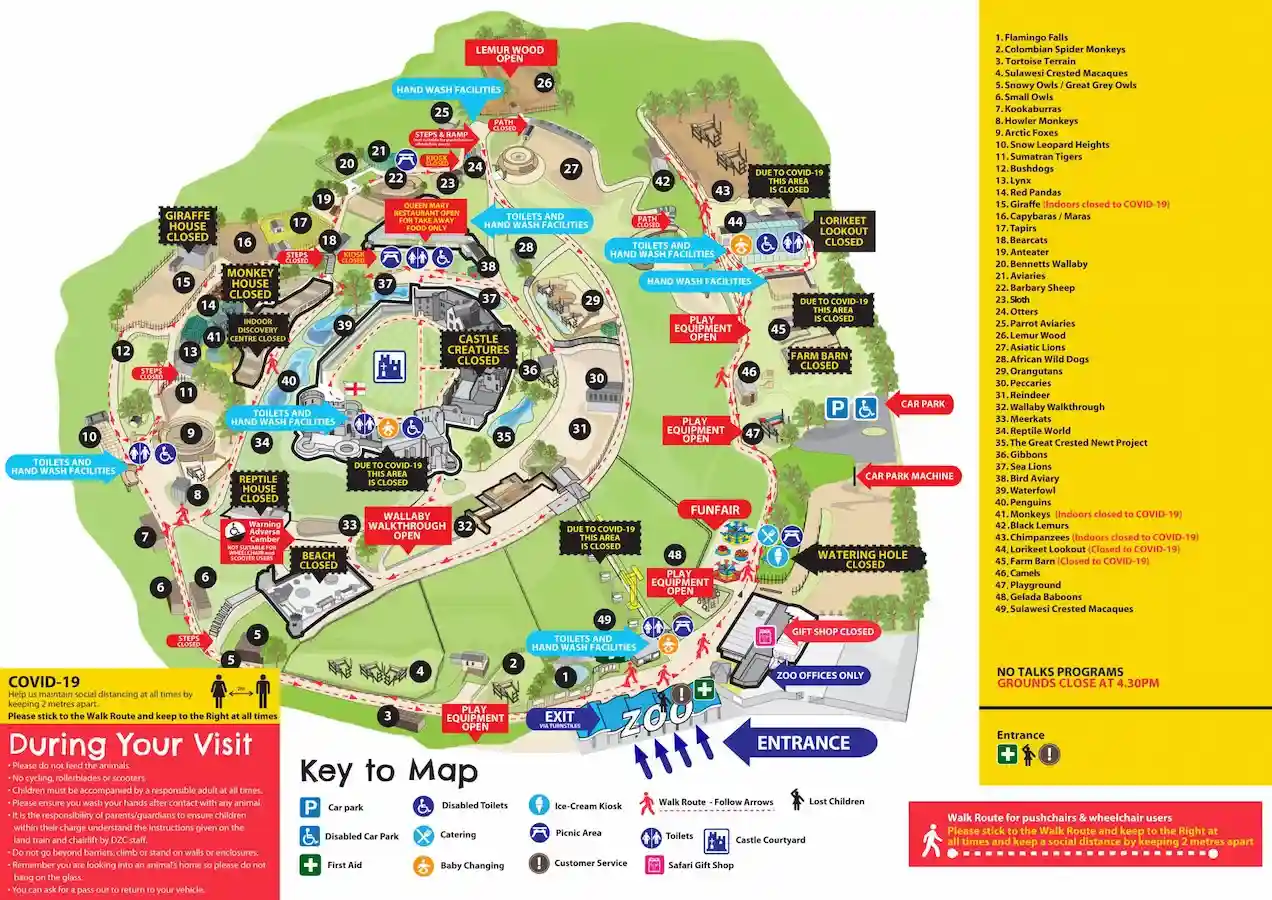 LEMUR WOOD
OPEN
26
HAND WASH FACILITIES
25
PATH
CLOSED
STEPS & RAMP
21
20
KIOSK
CLOSED
24
22
23
27
42
43
DUE TO COVID-19
THIS AREA
IS CLOSED
19
QUEEN MART
RESTAURANT OPEN
FOR TAKE AWAY
FOOD ONLY
TOILETS AND
HAND WASH FACILITIES
PATH
CLOSED
44
LORIKEET
LOOKOUT
CLOSED
GIRAFFE
HOUSE
CLOSED
17
16
18
STEPS
CLOSED
KIOSK
CLOSED
38
28
TOILETS AND
HAND WASH FACILITIES
HAND WASH FACILITIES
15
MONKEY
HOUSE
CLOSED
37
37
29
14
INDOOR
DISCOVERY
CENTRE CLOSED
39
PLAY
EQUIPMENT
OPEN
DUE TO COVID-19
THIS AREA
IS CLOSED
45
12
13
41
CASTLE
CREATURES
CLOSED
FARM BARN
CLOSED
STEPS
CLOSED
40
36
30
46
11
TOILETS AND
HAND WASH FACILITIES
P
CAR PARK
10
9
34
35
31
PLAY
EQUIPMENT
OPEN
47
TOILETS AND
HAND WASH FACILITIES
DUE TO COVID-19
THIS AREA
IS CLOSED
CAR PARK MACHINE
8
REPTILE
HOUSE
CLOSED
Warning
Adverse
Camber
NOT SUITABLE FOR
WHEELCHAIR and
SCOOTER USERS
33
WALLABY
WALKTHROUGH
OPEN
32
FUNFAIR
7
BEACH
CLOSED
DUE TO COVID-19
THIS AREA
IS CLOSED
48
PLAY
EQUIPMENT
OPEN
WATERING HOLE
CLOSED
6
6
STEPS
CLOSED
5
5
4
2
1
49
TOILETS AND
HAND WASH FACILITIES
GIFT SHOP CLOSED
ZOO OFFICES ONLY
3
PLAY
EQUIPMENT
OPEN
EXIT
VIA TURNSTILES
ZOO
ENTRANCE
1. Flamingo Falls
2. Colombian Spider Monkeys
3. Tortoise Terrain
4. Sulawesi Crested Macaques
5. Snowy Owls / Great Grey Owls
6. Small Owls
7. Kookaburras
8. Howler Monkeys
9. Arctic Foxes
10. Snow Leopard Heights
11. Sumatran Tigers
12. Bushdogs
13. Lynx
14. Red Pandas
15. Giraffe (Indoors closed to COVID-19)
16. Capybaras / Maras
17. Tapirs
18. Bearcats
19. Anteater
20. Bennetts Wallaby
21. Aviaries
22. Barbary Sheep
23. Sloth
24. Otters
25. Parrot Aviaries
26. Lemur Wood
27. Asiatic Lions
28. African Wild Dogs
29. Orangutans
30. Peccaries
31. Reindeer
32. Wallaby Walkthrough
33. Meerkats
34. Reptile World
35. The Great Crested Newt Project
36. Gibbons
37. Sea Lions
38. Bird Aviary
39. Waterfowl
40. Penguins
41. Monkeys (Indoors closed to COVID-19)
42. Black Lemurs
43. Chimpanzees (Indoors closed to COVID-19)
44. Lorikeet Lookout (Closed to COVID-19)
45. Farm Barn (Closed to COVID-19)
46. Camels
47. Playground
48. Gelada Baboons
49. Sulawesi Crested Macaques
NO TALKS PROGRAMS
GROUNDS CLOSE AT 4.30PM
Entrance
COVID-19
Help us maintain social distancing at all times by
keeping 2 metres apart.
Please stick to the Walk Route and keep to the Right at all times
2m
During Your Visit
• Please do not feed the animals.
• No cycling, rollerblades or scooters.
• Children must be accompanied by a responsible adult at all times.
• Please ensure you wash your hands after contact with any animal
• It is the responsibility of parents/guardians to ensure children
within their charge understand the instructions given on the
land train and chairlift by DZC staff.
• Do not go beyond barriers, climb or stand on walls or enclosures.
• Remember you are looking into an animal's home so please do not
bang on the glass.
• You can ask for a pass out to return to your vehicle.
Key to Map
P Car park
Disabled Toilets
Ice-Cream Kiosk
Walk Route - Follow Arrows
Lost Children
Disabled Car Park
Catering
Picnic Area
Toilets
Castle Courtyard
First Aid
Baby Changing
Customer Service
Safari Gift Shop
Walk Route for pushchairs & wheelchair users
Please stick to the Walk Route and keep to the Right at
all times and keep a social distance by keeping 2 metres apart